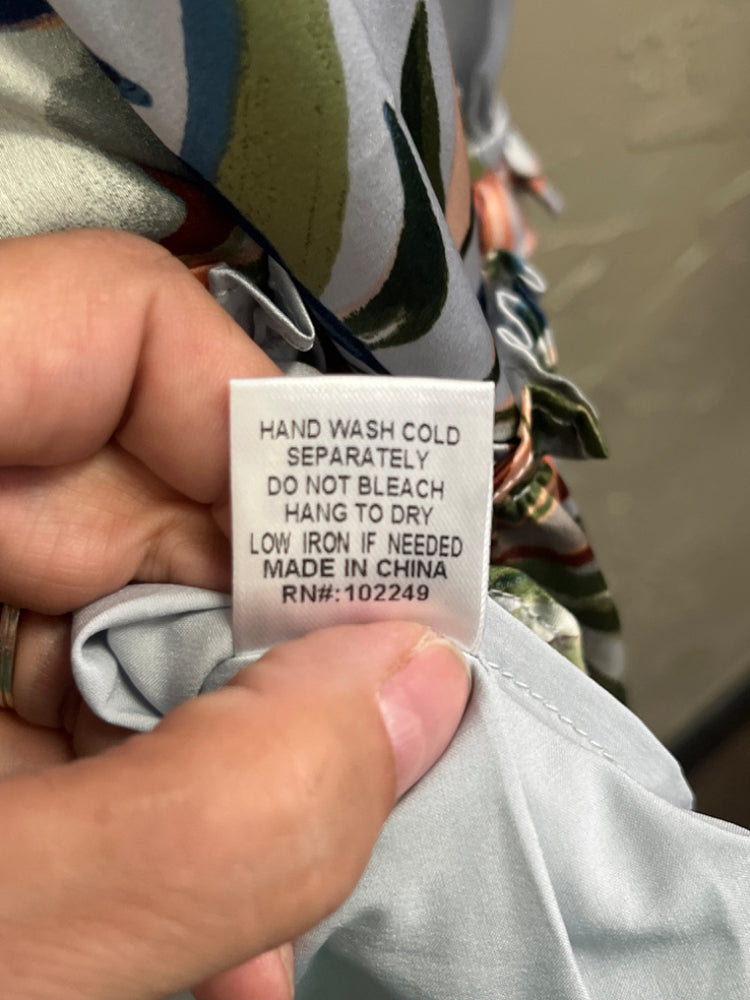 HAND WASH COLD
SEPARATELY
DO NOT BLEACH
HANG TO DRY
LOW IRON IF NEEDED
MADE IN CHINA
RN#:102249